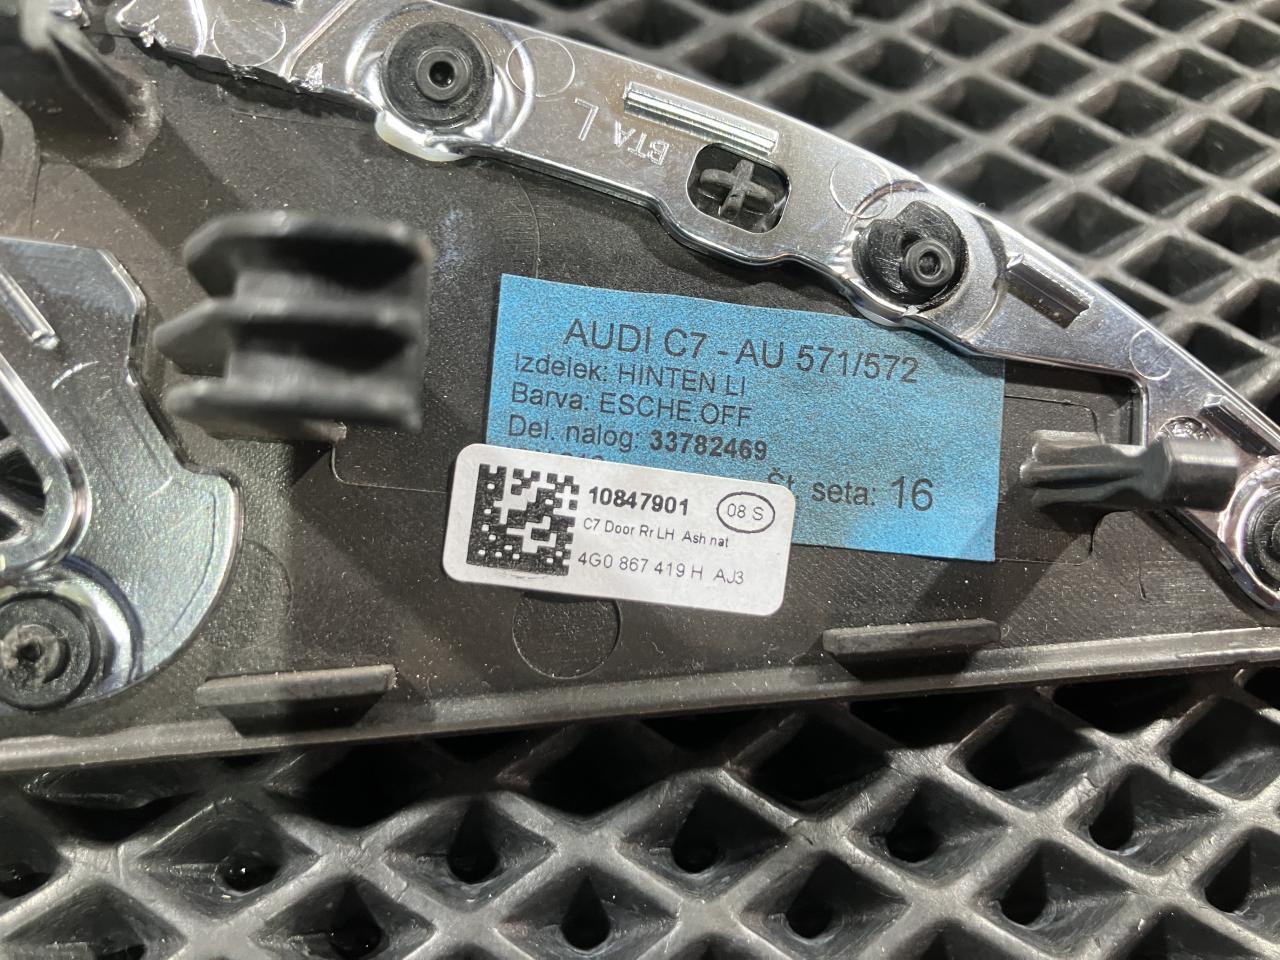 BTA L
AUDI C7 - AU 571/572
Izdelek: HINTEN LI
Barva: ESCHE.OFF
Del. nalog: 33782469
Št. seta: 16
10847901
08 S
C7 Door Rr LH Ash nat
4G0 867 419 H AJ3